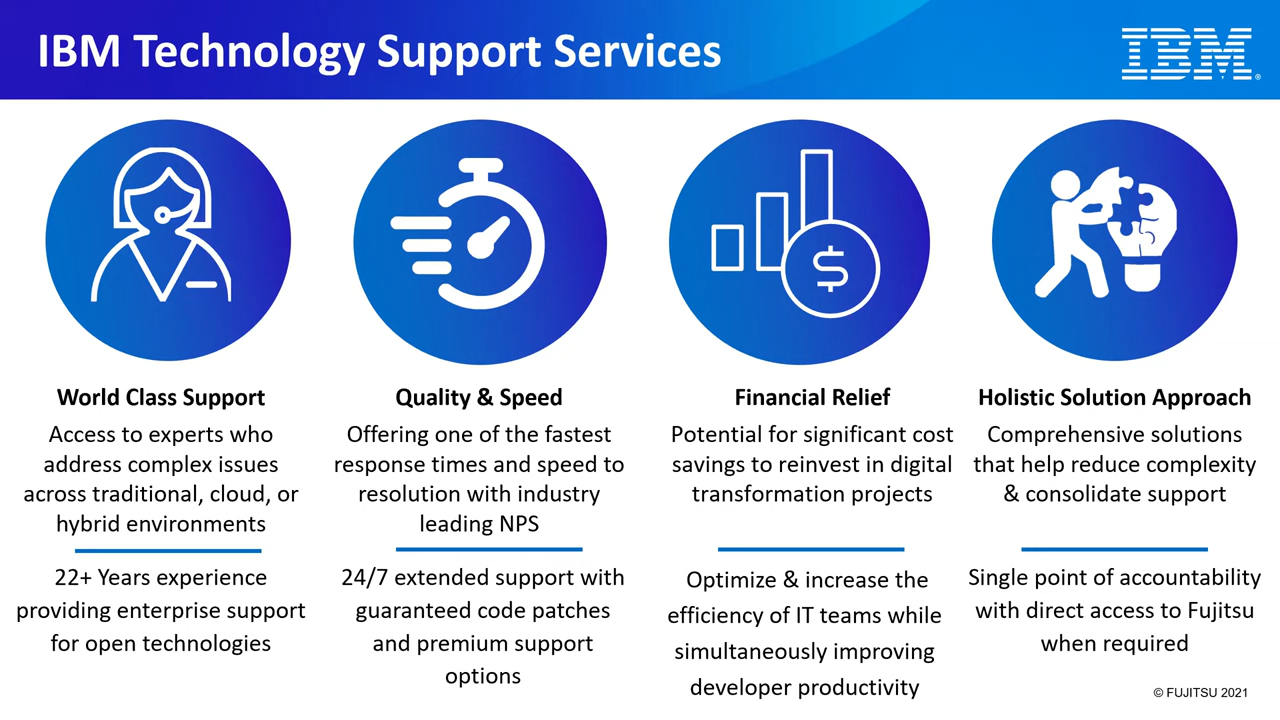 IBM Technology Support Services
IBM®
World Class Support
Access to experts who
address complex issues
across traditional, cloud, or
hybrid environments
22+ Years experience
providing enterprise support
for open technologies
Quality & Speed
Offering one of the fastest
response times and speed to
resolution with industry
leading NPS
24/7 extended support with
guaranteed code patches
and premium support
options
Financial Relief
$
Potential for significant cost
savings to reinvest in digital
transformation projects
Optimize & increase the
efficiency of IT teams while
simultaneously improving
developer productivity
Holistic Solution Approach
Comprehensive solutions
that help reduce complexity
& consolidate support
Single point of accountability
with direct access to Fujitsu
when required
© FUJITSU 2021